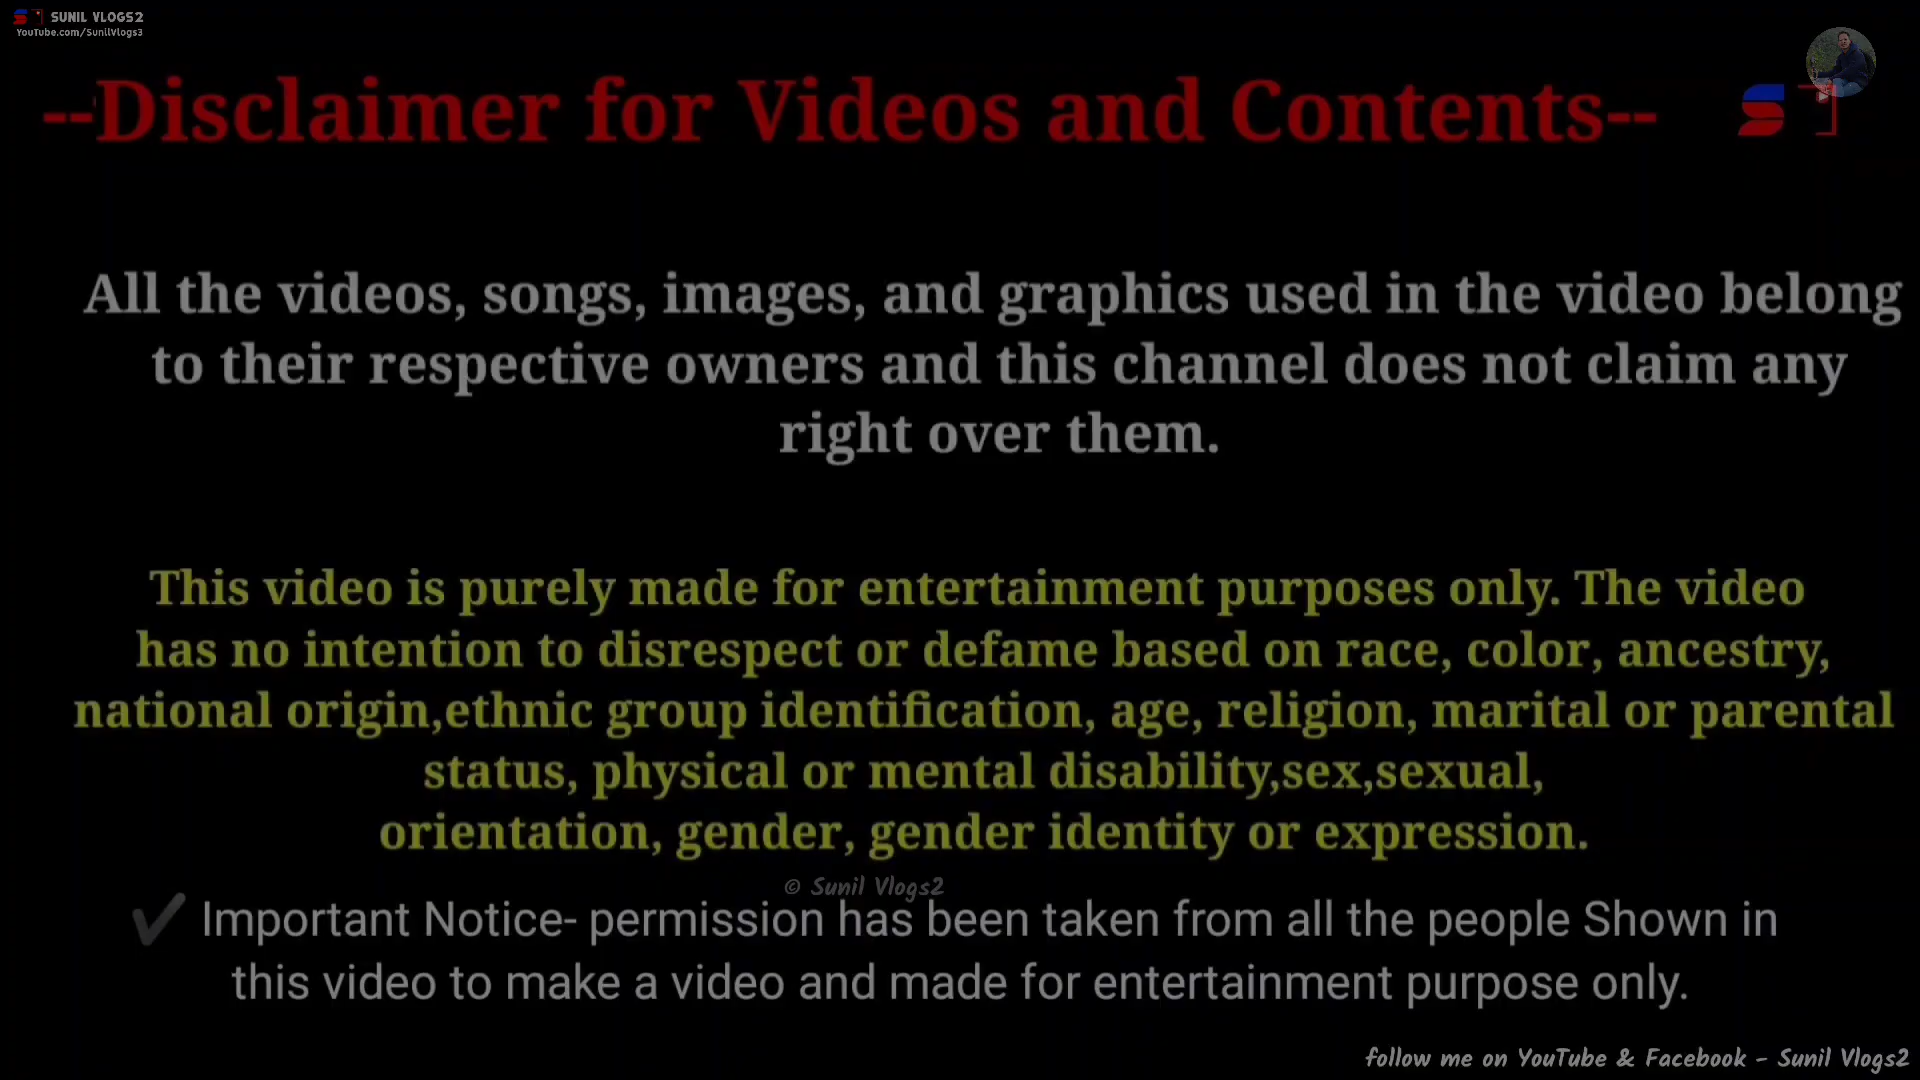 SUNIL VLOGS2
YouTube.com/SunilVlogs3
--Disclaimer for Videos and Contents--
All the videos, songs, images, and graphics used in the video belong
to their respective owners and this channel does not claim any
right over them.
This video is purely made for entertainment purposes only. The video
has no intention to disrespect or defame based on race, color, ancestry,
national origin,ethnic group identification, age, religion, marital or parental
status, physical or mental disability,sex,sexual,
orientation, gender, gender identity or expression.
© Sunil Vlogs2
✔ Important Notice- permission has been taken from all the people Shown in
this video to make a video and made for entertainment purpose only.
follow me on YouTube & Facebook - Sunil Vlogs2